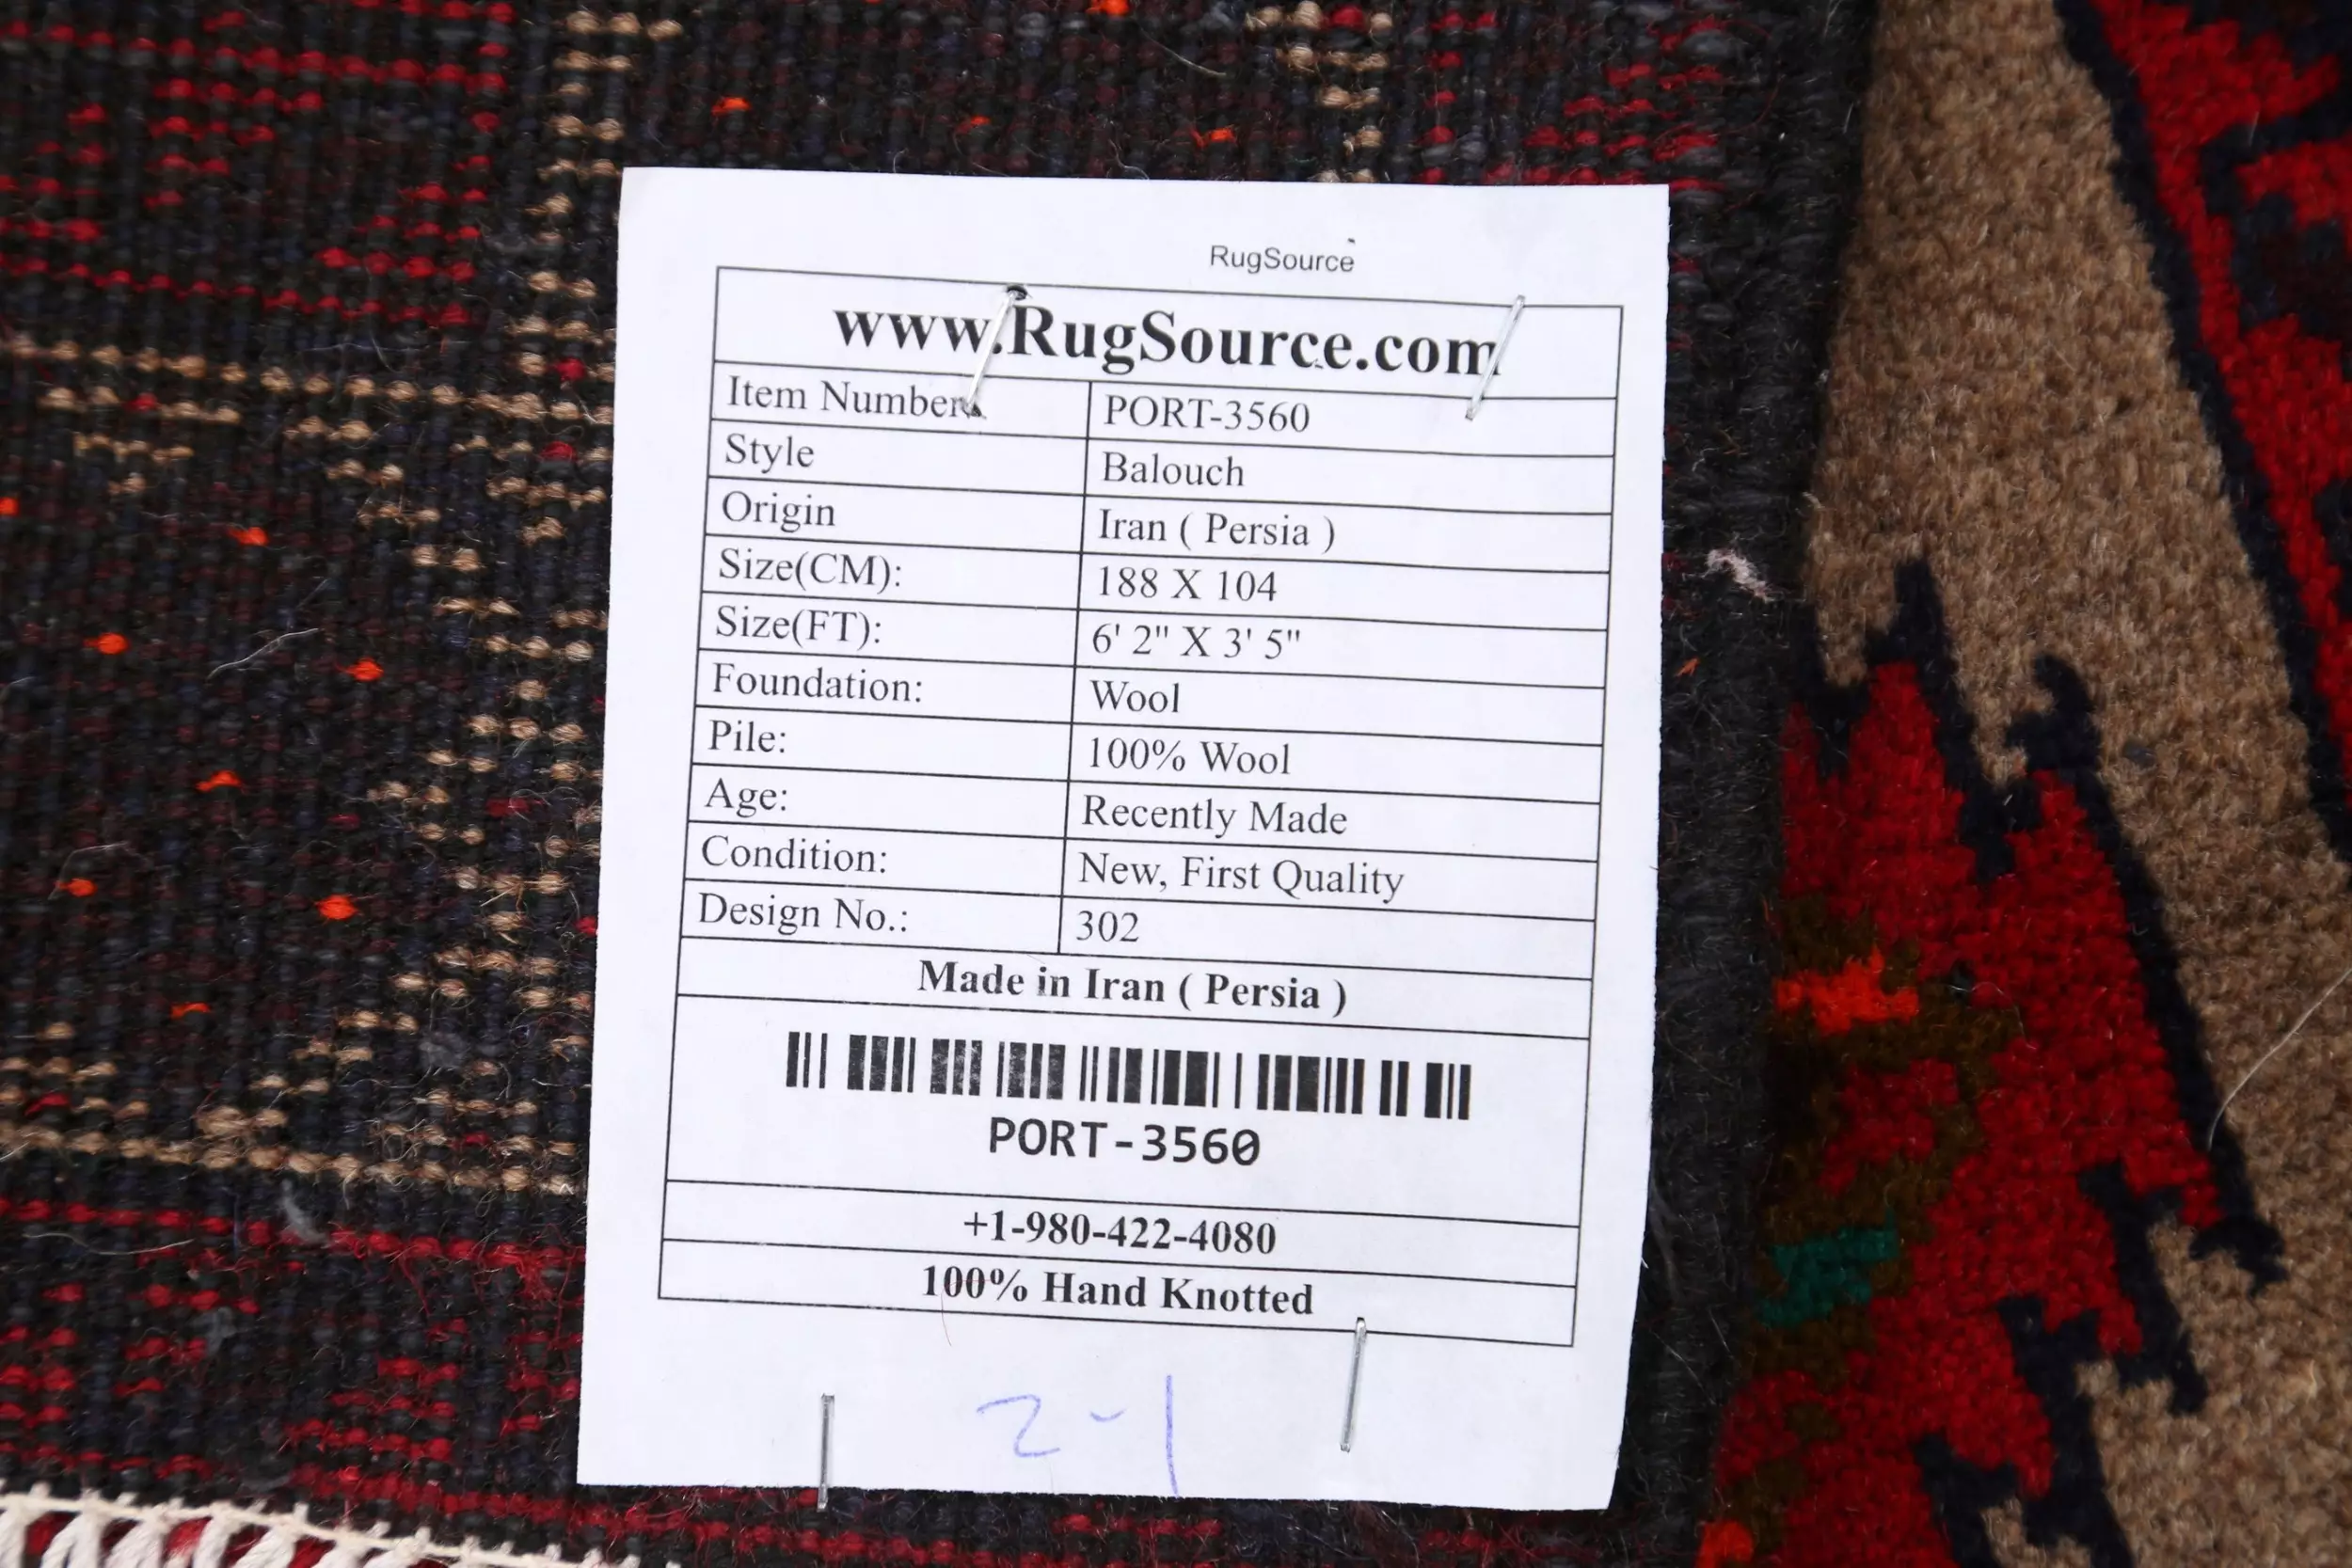 RugSource
www.RugSource.com
Item Number: PORT-3560
Style Balouch
Origin Iran ( Persia )
Size(CM): 188 X 104
Size(FT): 6' 2" X 3' 5"
Foundation: Wool
Pile: 100% Wool
Age: Recently Made
Condition: New, First Quality
Design No.: 302
Made in Iran ( Persia )
PORT-3560
+1-980-422-4080
100% Hand Knotted
2-1